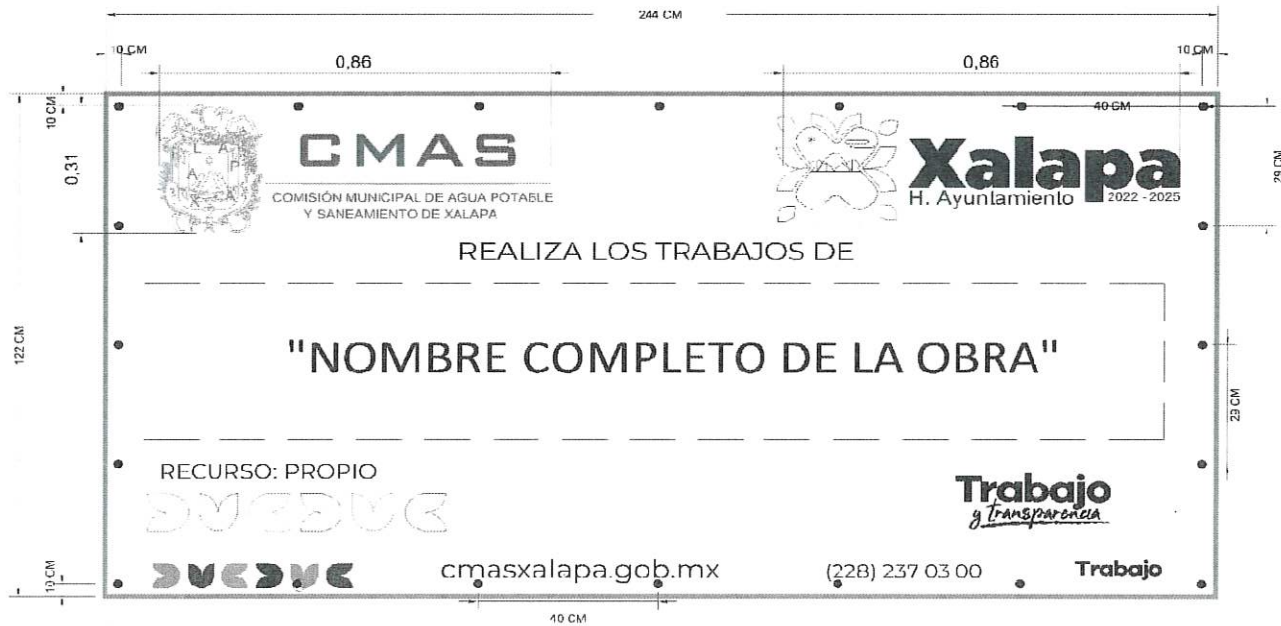 244 CM
10 CM
0,86
0,86
10 CM
10 CM
40 CM
0,31
29 CM
CMAS
COMISIÓN MUNICIPAL DE AGUA POTABLE
Y SANEAMIENTO DE XALAPA
Xalapa
H. Ayuntamiento 2022 - 2025
REALIZA LOS TRABAJOS DE
122 CM
"NOMBRE COMPLETO DE LA OBRA"
29 CM
RECURSO: PROPIO
Trabajo
y transparencia
10 CM
cmasxalapa.gob.mx
(228) 237 03 00
Trabajo
40 CM